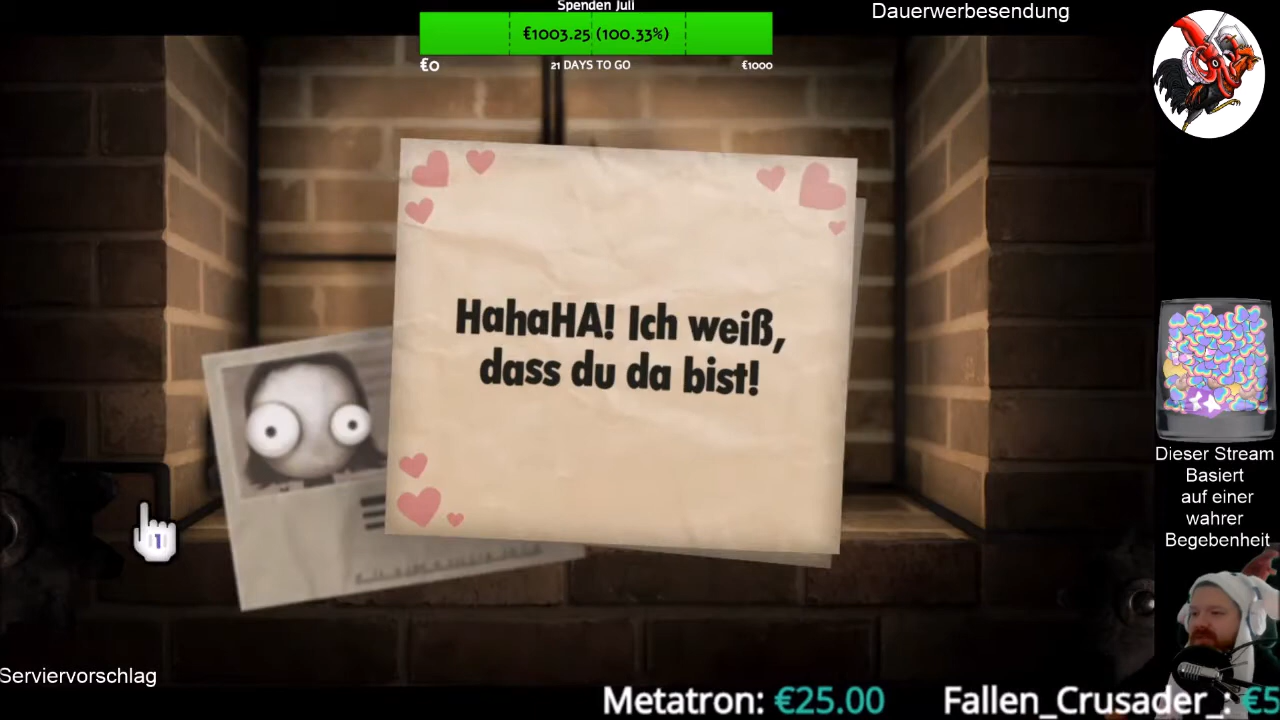 Spenden Juli
€1003.25 (100.33%)
€0
21 DAYS TO GO
€1000
Dauerwerbesendung
HahaHA! Ich weiß,
dass du da bist!
1
Dieser Stream
Basiert
auf einer
wahrer
Begebenheit
Serviervorschlag
Metatron: €25.00
Fallen_Crusader_: €5